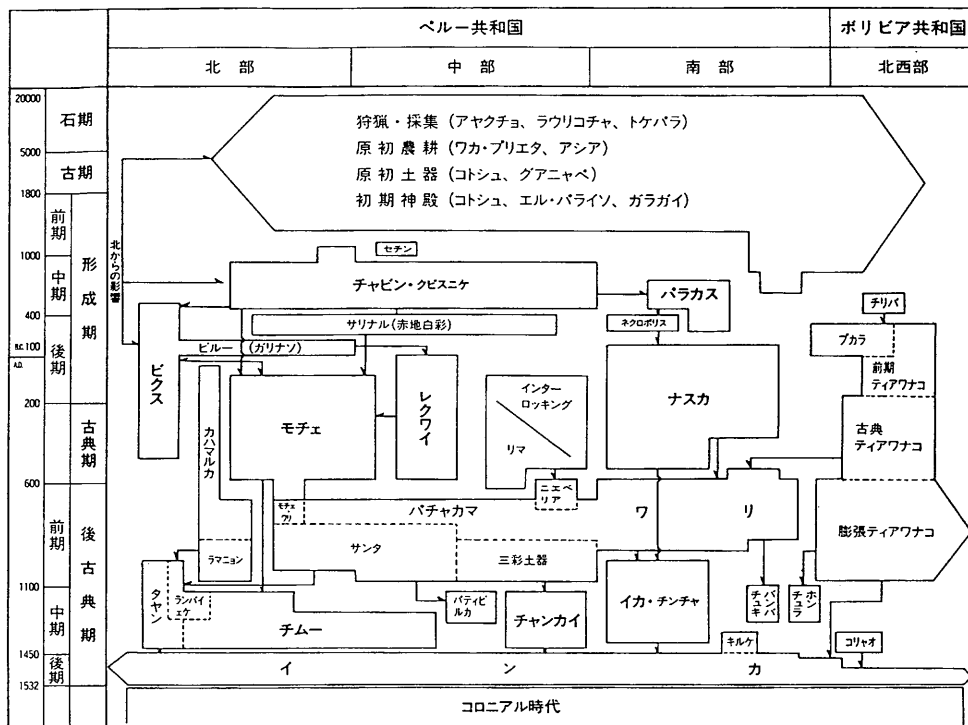 ペルー共和国
ボリビア共和国
北部
中部
南部
北西部
20000
石期
5000
古期
1800
前期
1000
中期
形成期
400
後期
B.C.100
A.D.
200
古典期
600
前期
後古典期
1100
中期
1450
後期
1532
狩猟・採集(アヤクチョ、ラウリコチャ、トケパラ)
原初農耕(ワカ・プリエタ、アシア)
原初土器(コトシュ、グアニャペ)
初期神殿(コトシュ、エル・パライソ、ガラガイ)
北からの影響
セチン
チャビン・クピスニケ
パラカス
チリパ
サリナル(赤地白彩)
ネクロポリス
プカラ
ビルー(ガリナソ)
前期
ティアワナコ
ビクス
モチェ
レクワイ
インター
ロッキング
リマ
ナスカ
カハマルカ
古典
ティアワナコ
モチェ・ワリ
パチャカマ
ニエベリア
ワリ
膨張ティアワナコ
サンタ
三彩土器
ラマニョン
タヤン
ランバイェケ
パティビルカ
チャンカイ
イカ・チンチャ
チュキバンバ
チュラホン
チムー
キルケ
コリャオ
インカ
コロニアル時代